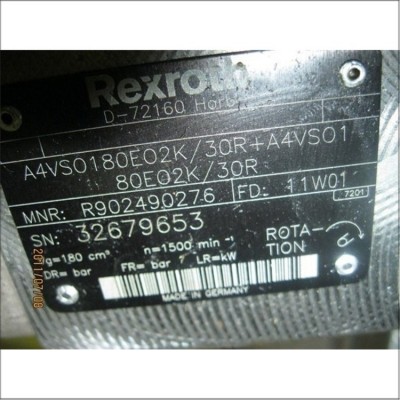 Rexroth
D-72160 Horb
A4VSO180EO2K/30R+A4VSO1
80EO2K/30R
MNR: R902490276 FD: 11W01
7201
SN: 32679653
ROTA-
TION
Vg=180 cm³ n=1500 min⁻¹
DR= bar FR= bar LR=kW
MADE IN GERMANY